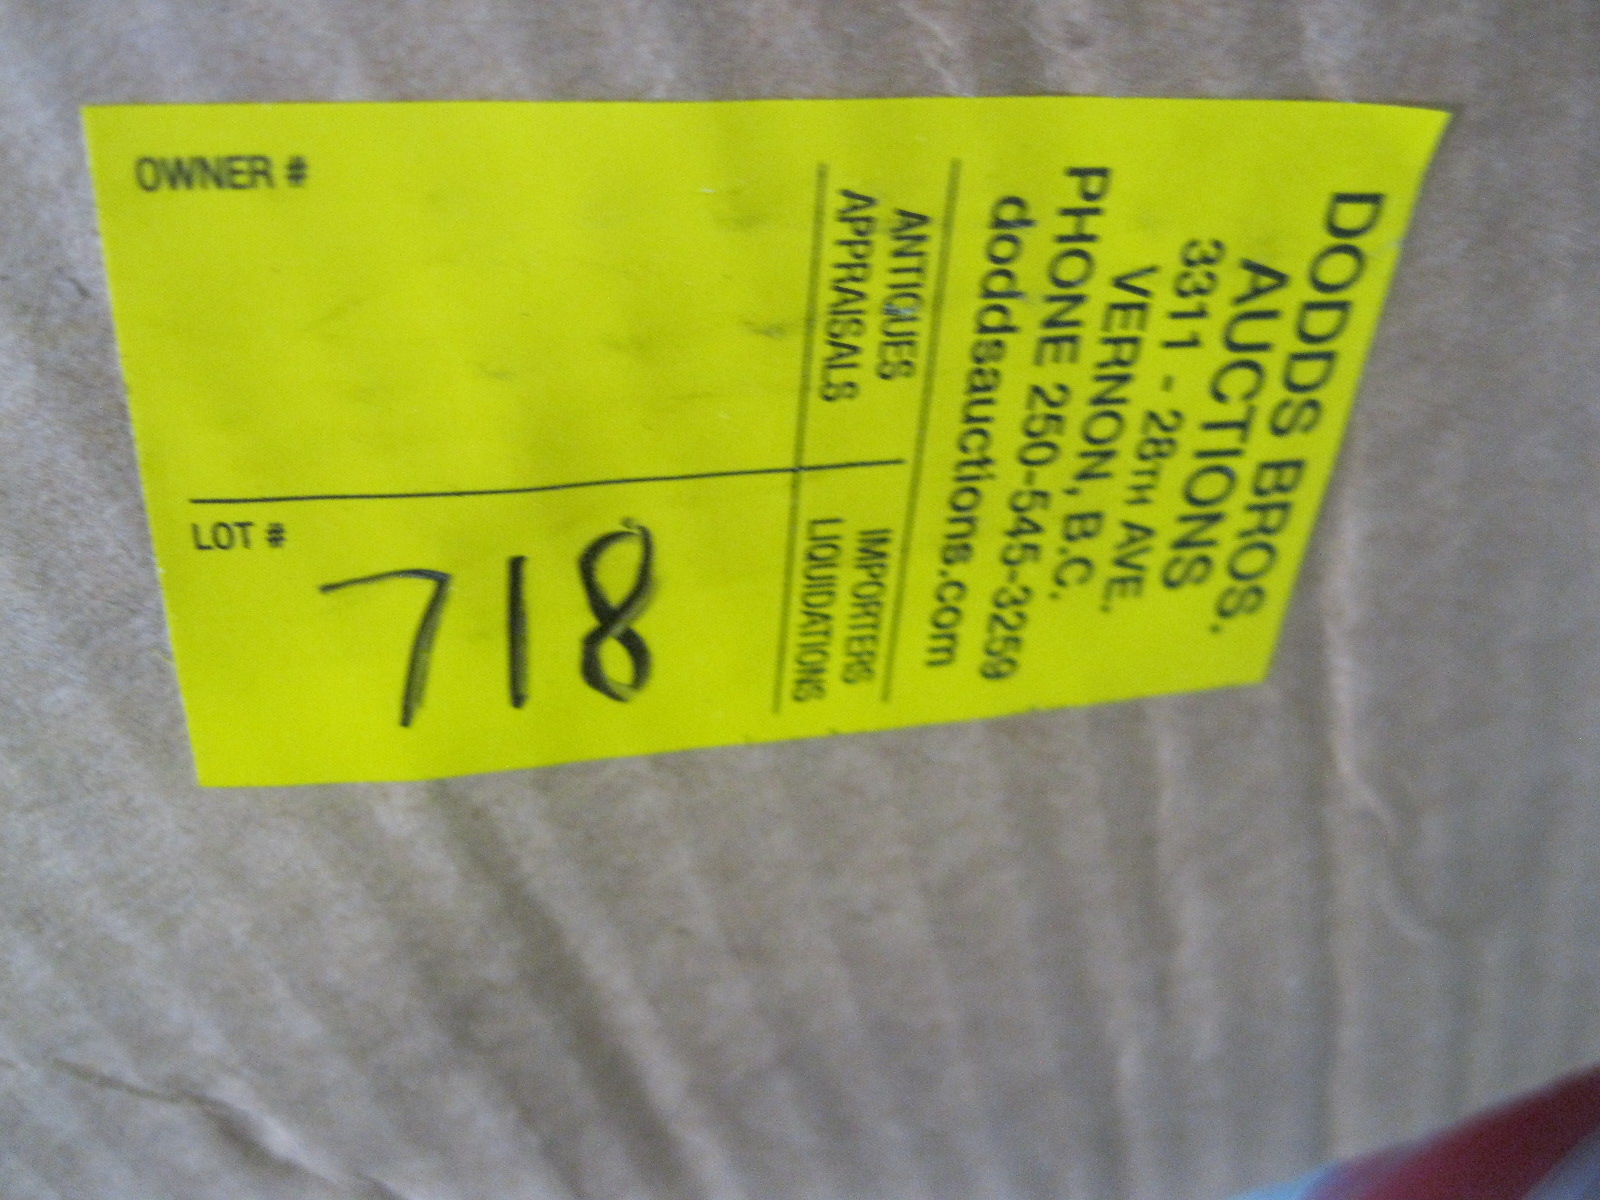 DODDS BROS.
AUCTIONS
3311 - 28TH AVE.
VERNON, B.C.
PHONE 250-545-3259
doddsauctions.com
ANTIQUES
APPRAISALS
IMPORTERS
LIQUIDATIONS
OWNER #
LOT #
718